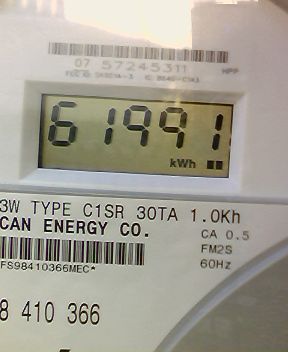 07 57245311 HPP
61991
kWh
3W TYPE C1SR 30TA 1.0Kh
CAN ENERGY CO.
CA 0.5
FM2S
FS98410366MEC*
60HZ
8 410 366